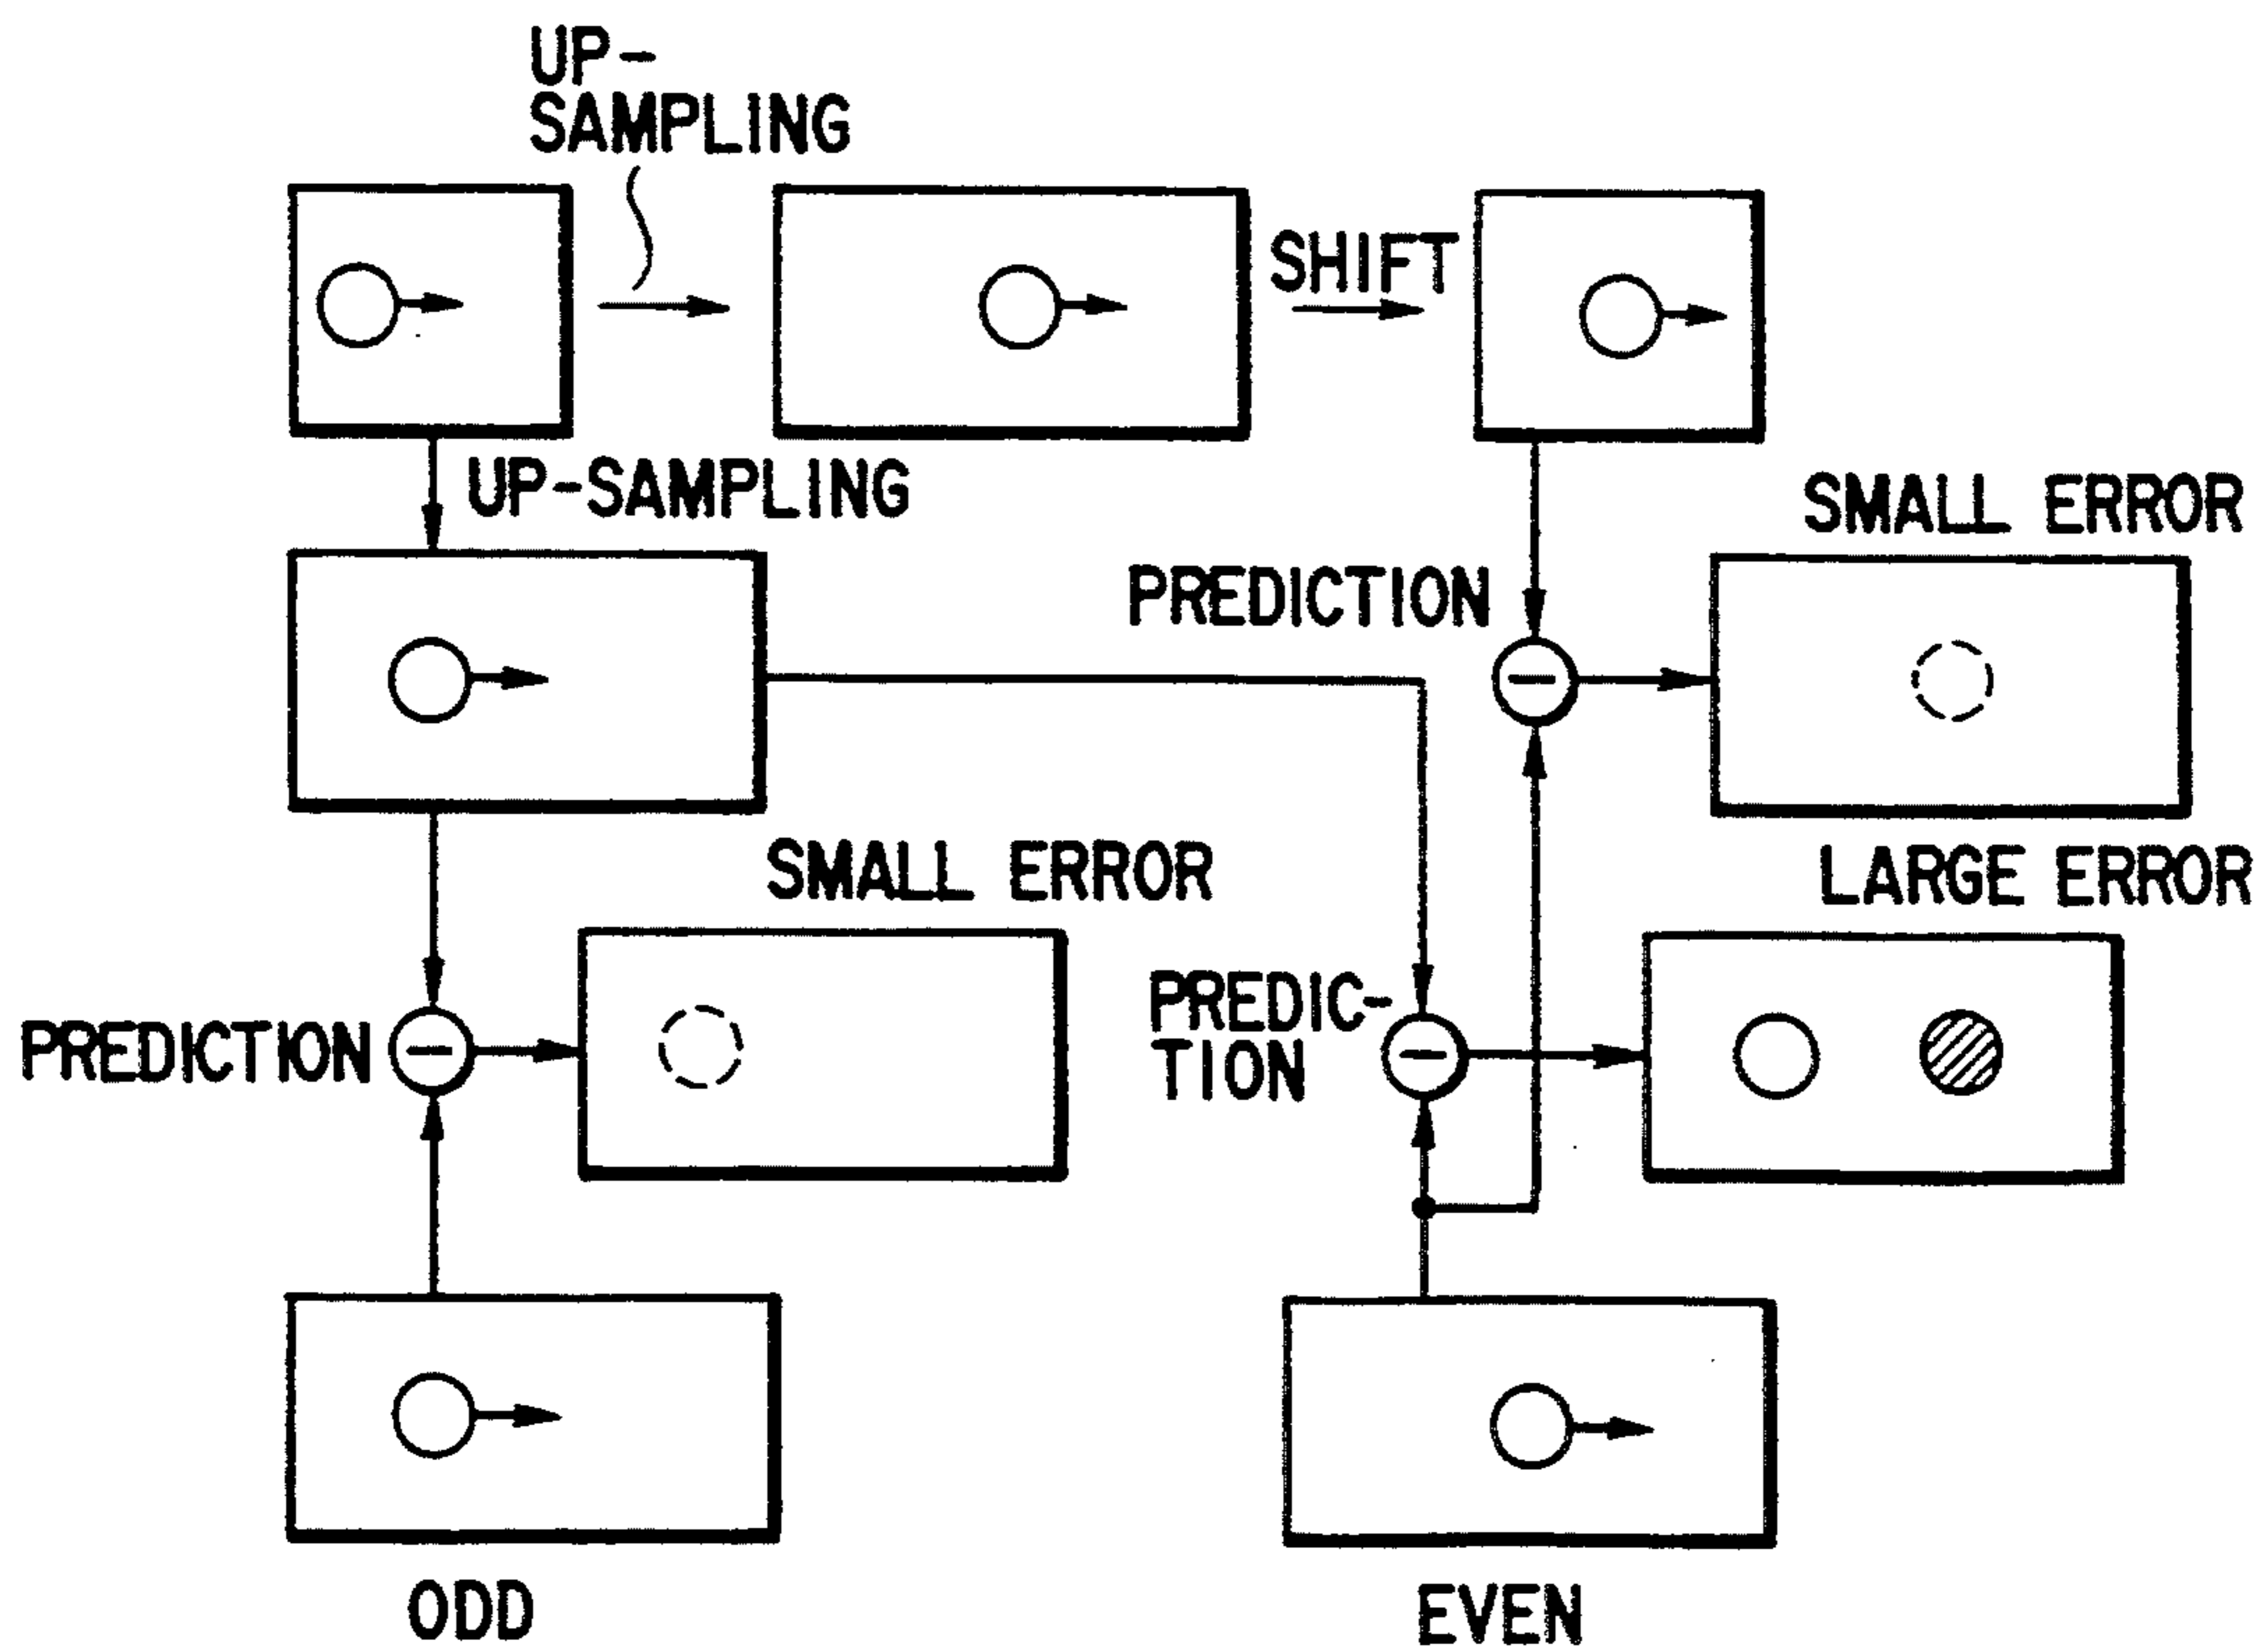 UP-
SAMPLING
SHIFT
UP-SAMPLING
SMALL ERROR
PREDICTION
SMALL ERROR
LARGE ERROR
PREDICTION
PREDIC-
TION
ODD
EVEN